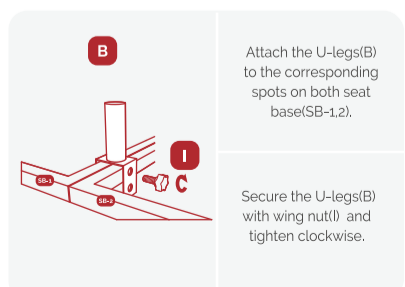 B
I
SB-1
SB-2
Attach the U-legs(B)
to the corresponding
spots on both seat
base(SB-1,2).
Secure the U-legs(B)
with wing nut(I) and
tighten clockwise.